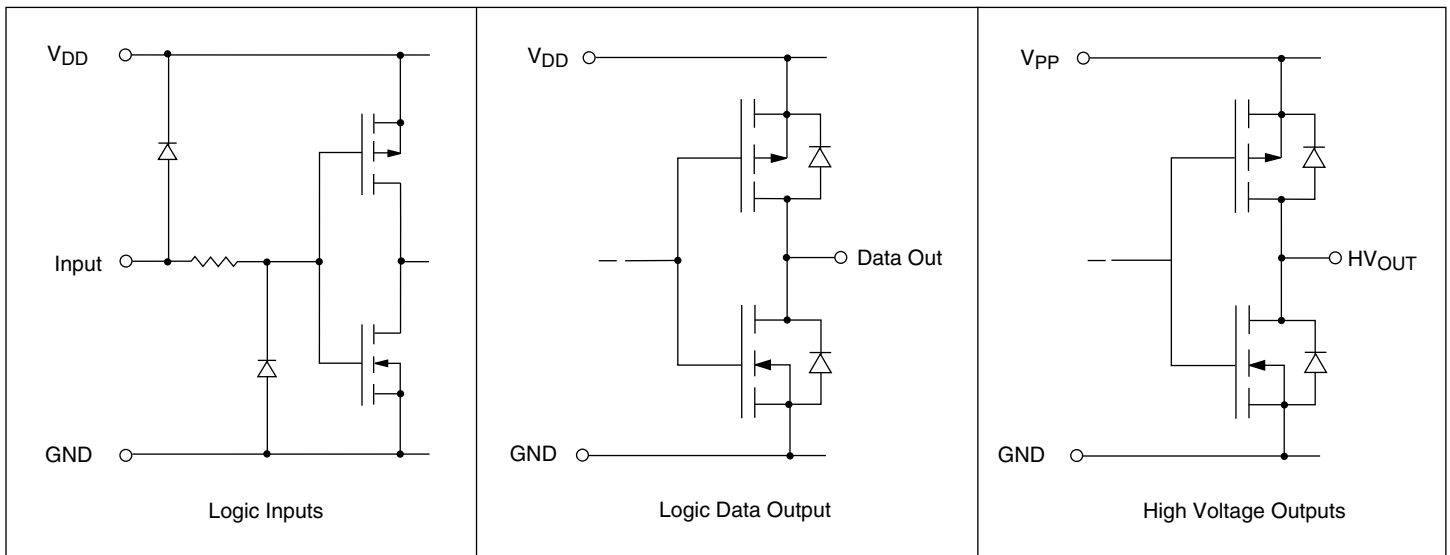 VDD
Input
GND
Logic Inputs
VDD
Data Out
GND
Logic Data Output
VPP
HVOUT
GND
High Voltage Outputs